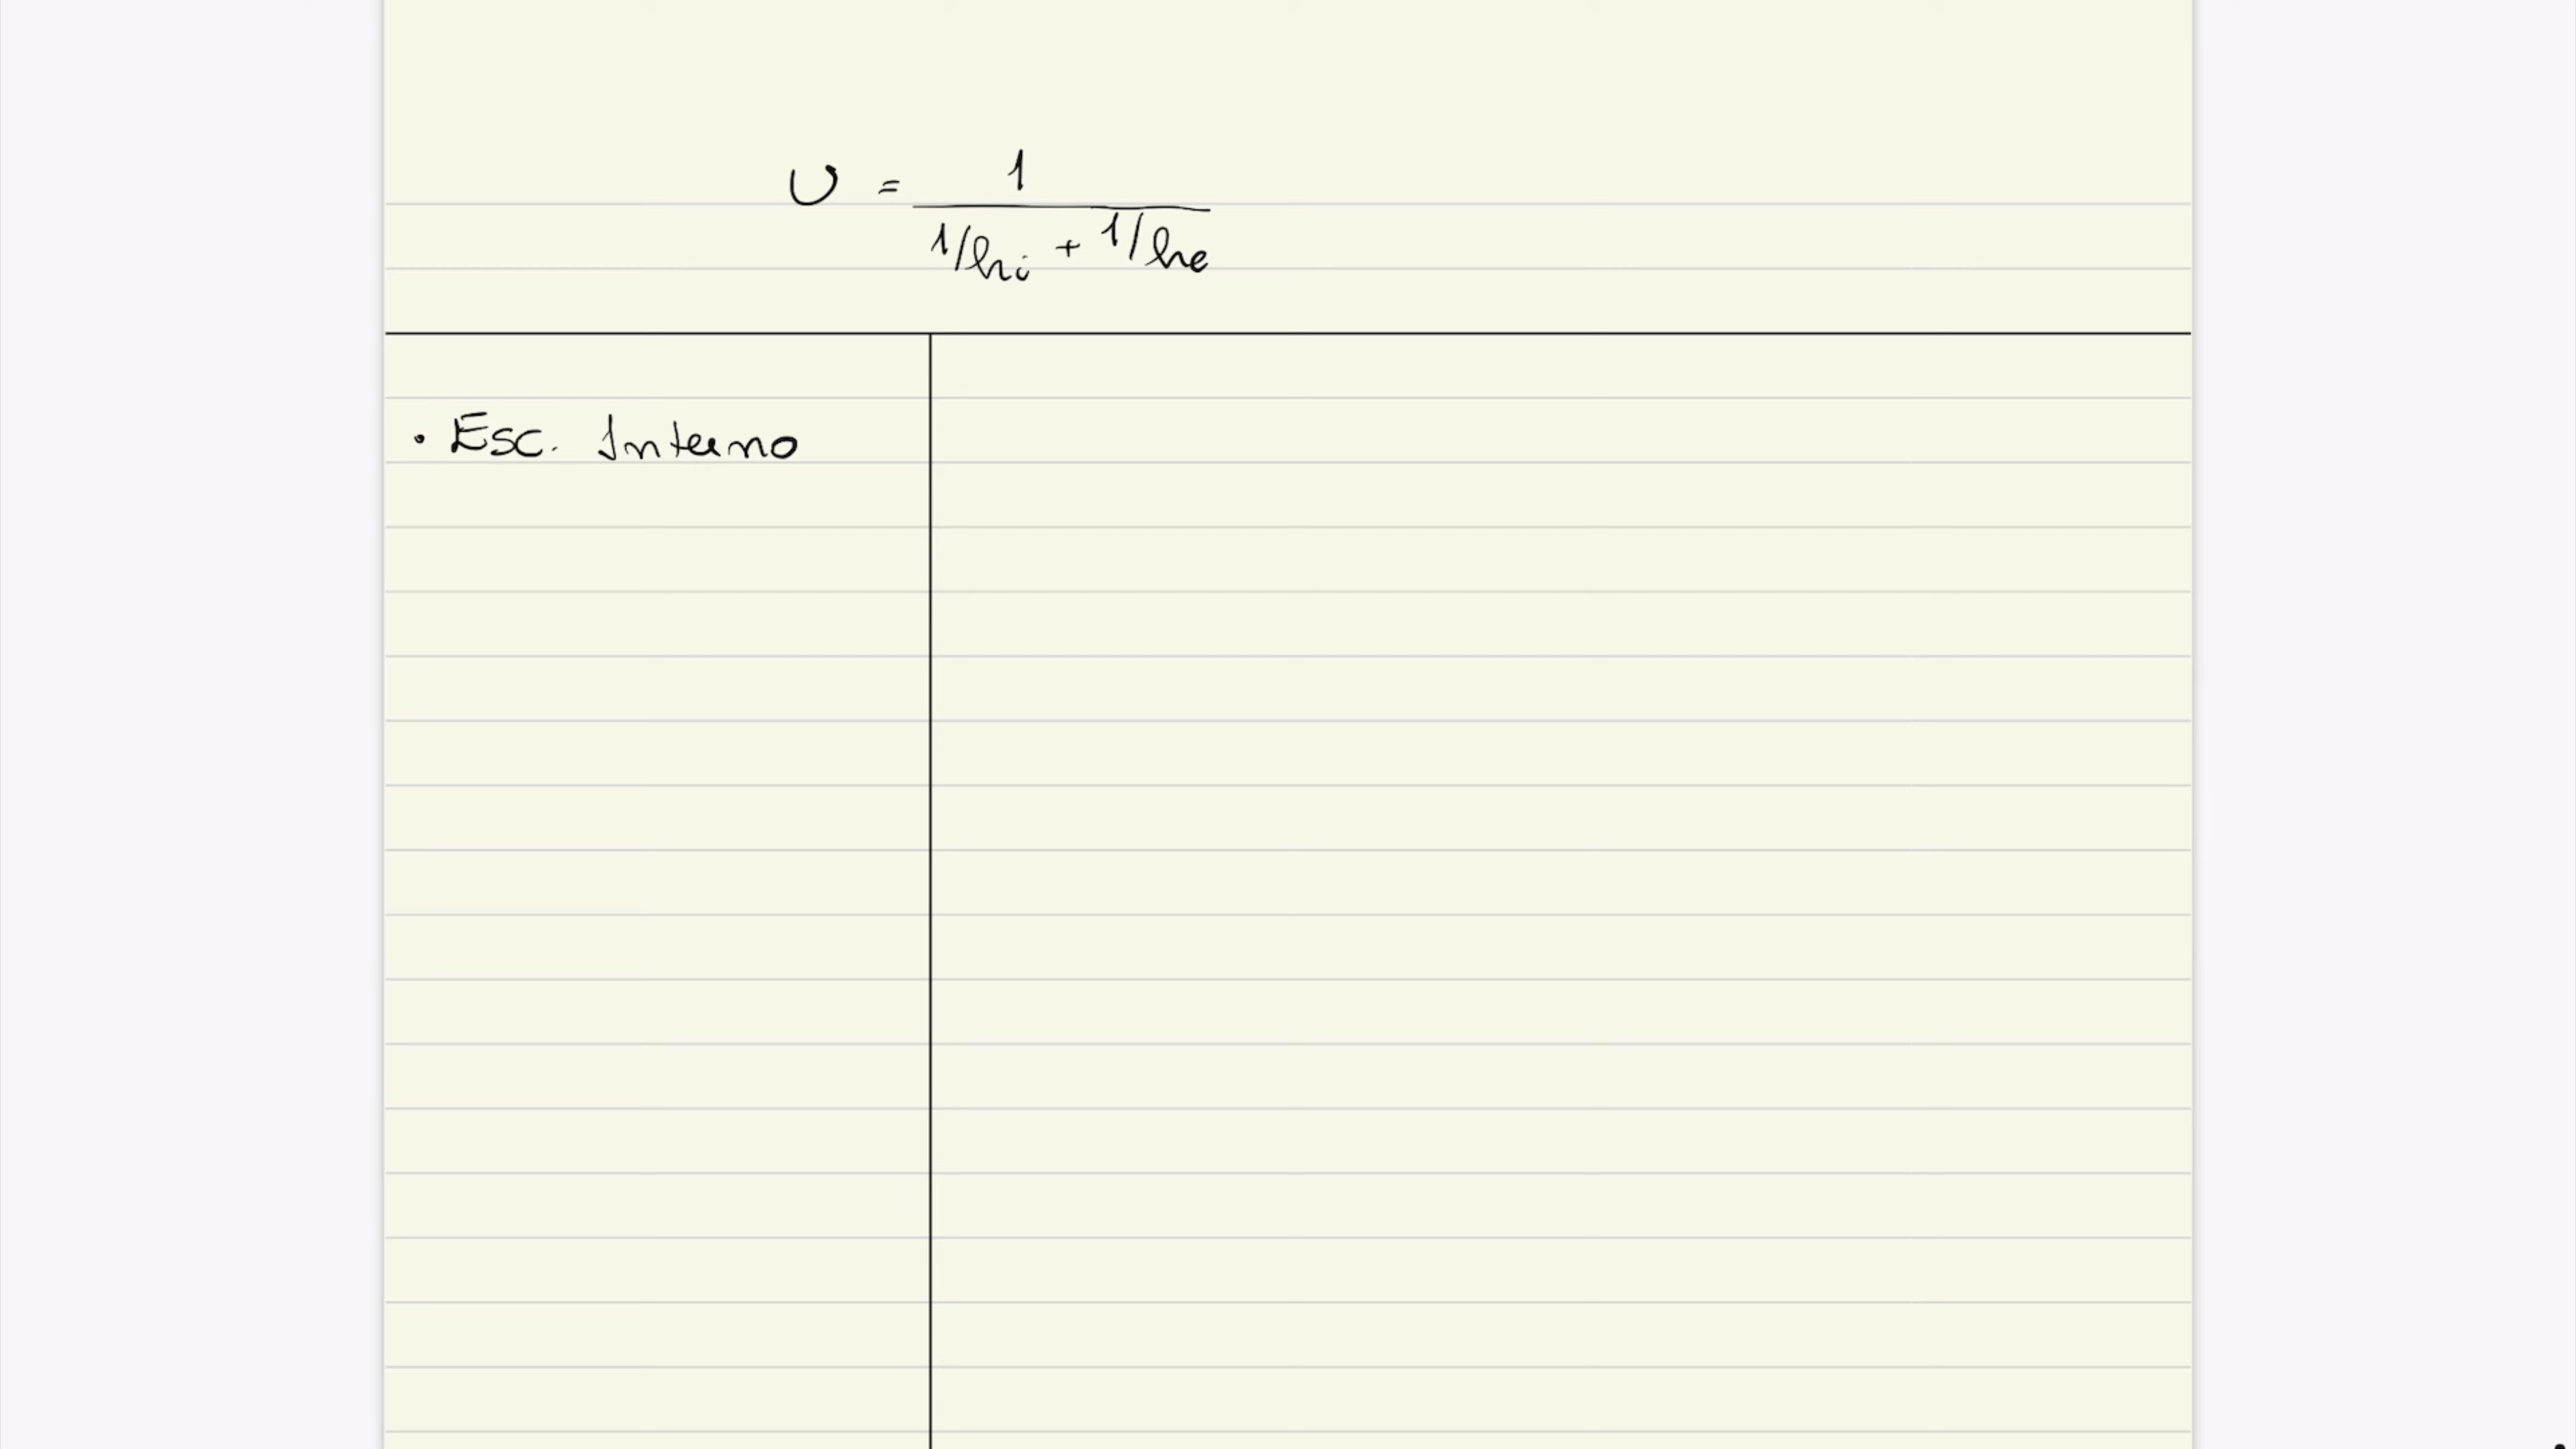 U = 1
1/hi + 1/he
• Esc. Interno